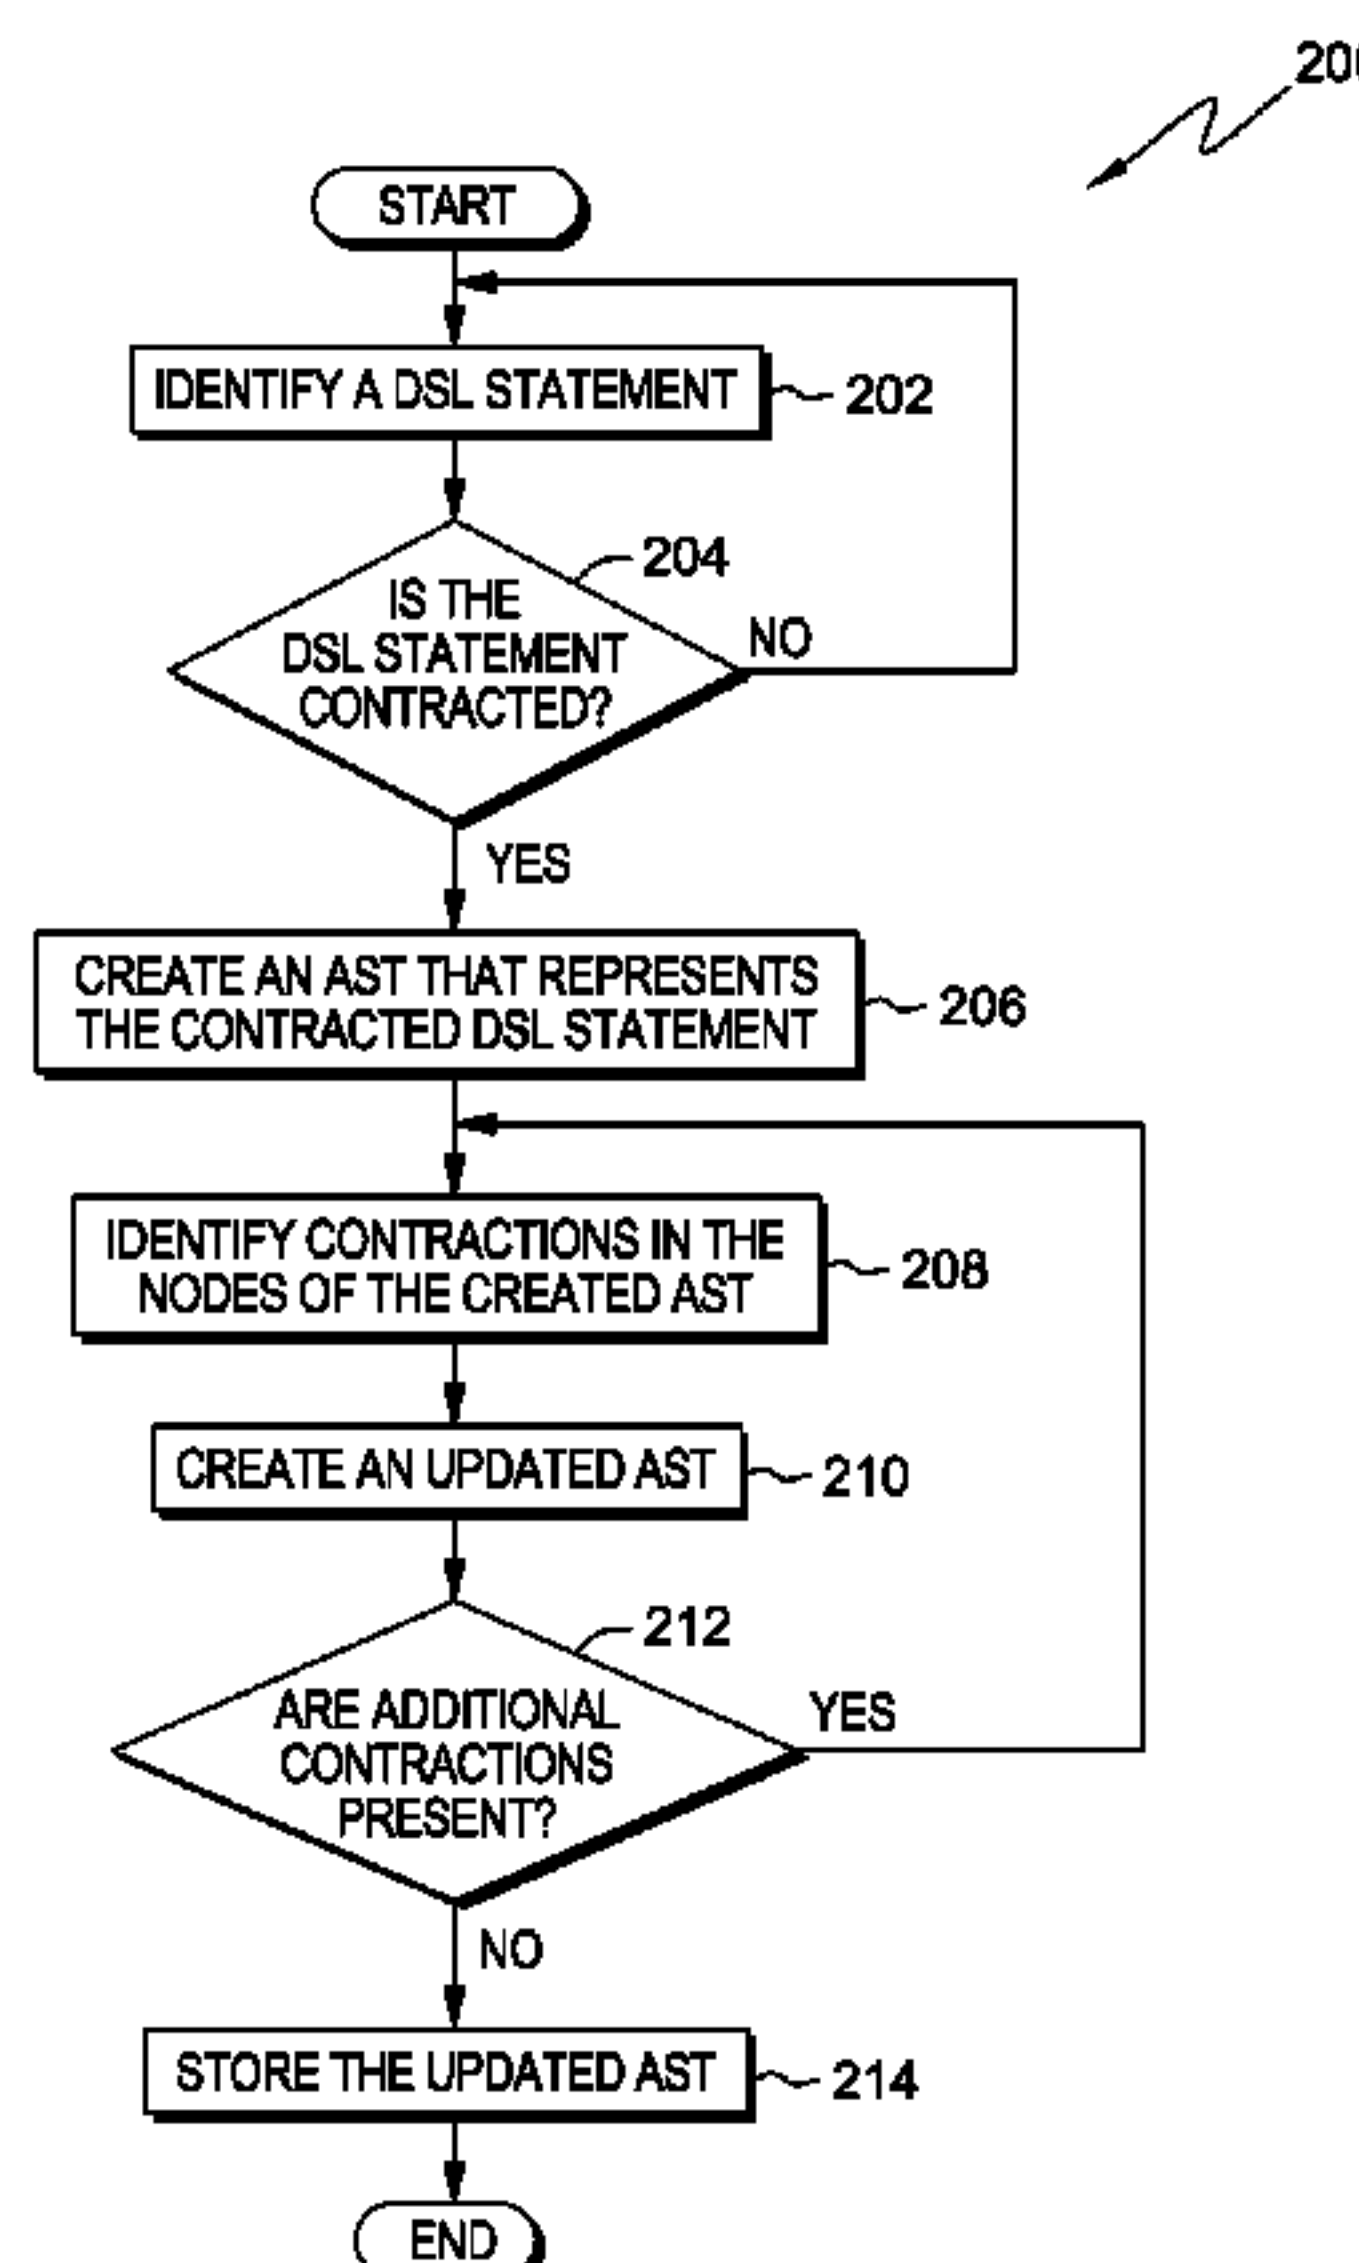 START
IDENTIFY A DSL STATEMENT
202
204
IS THE
DSL STATEMENT
CONTRACTED?
NO
YES
CREATE AN AST THAT REPRESENTS
THE CONTRACTED DSL STATEMENT
206
IDENTIFY CONTRACTIONS IN THE
NODES OF THE CREATED AST
208
CREATE AN UPDATED AST
210
212
ARE ADDITIONAL
CONTRACTIONS
PRESENT?
YES
NO
STORE THE UPDATED AST
214
END